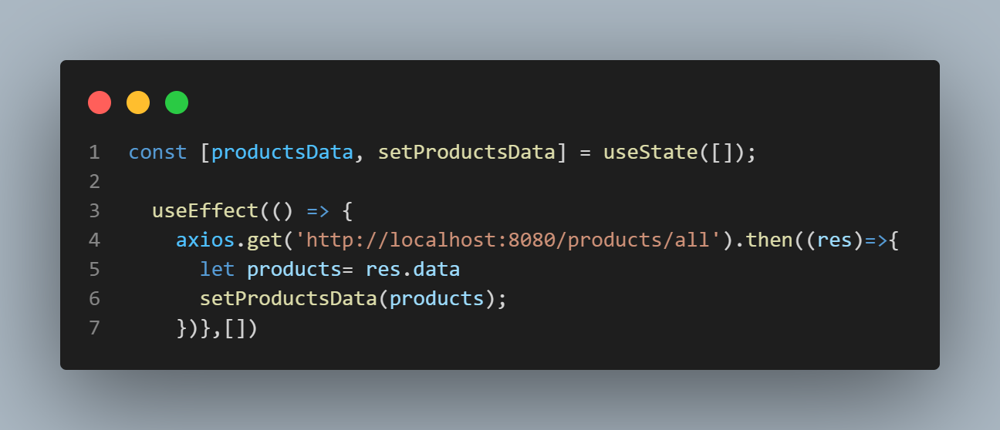 1 const [productsData, setProductsData] = useState([]);
2
3 useEffect(() => {
4 axios.get('http://localhost:8080/products/all').then((res)=>{
5 let products= res.data
6 setProductsData(products);
7 })},[])